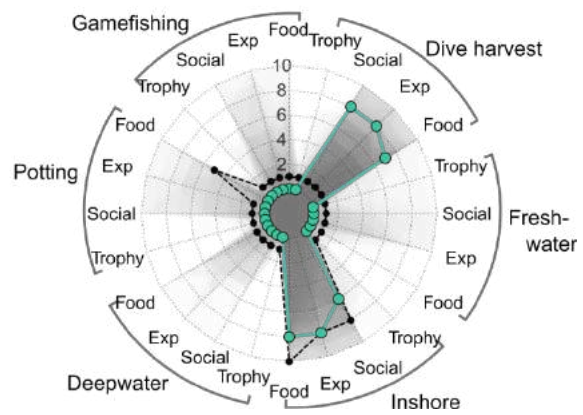 Gamefishing
Food
Trophy
Social
Exp
Dive harvest
Food
Trophy
Social
Exp
Fresh-
water
Food
Trophy
Social
Exp
Inshore
Food
Trophy
Social
Exp
Deepwater
Food
Trophy
Social
Exp
Potting
Food
Exp
Social
Trophy
10
8
6
4
2